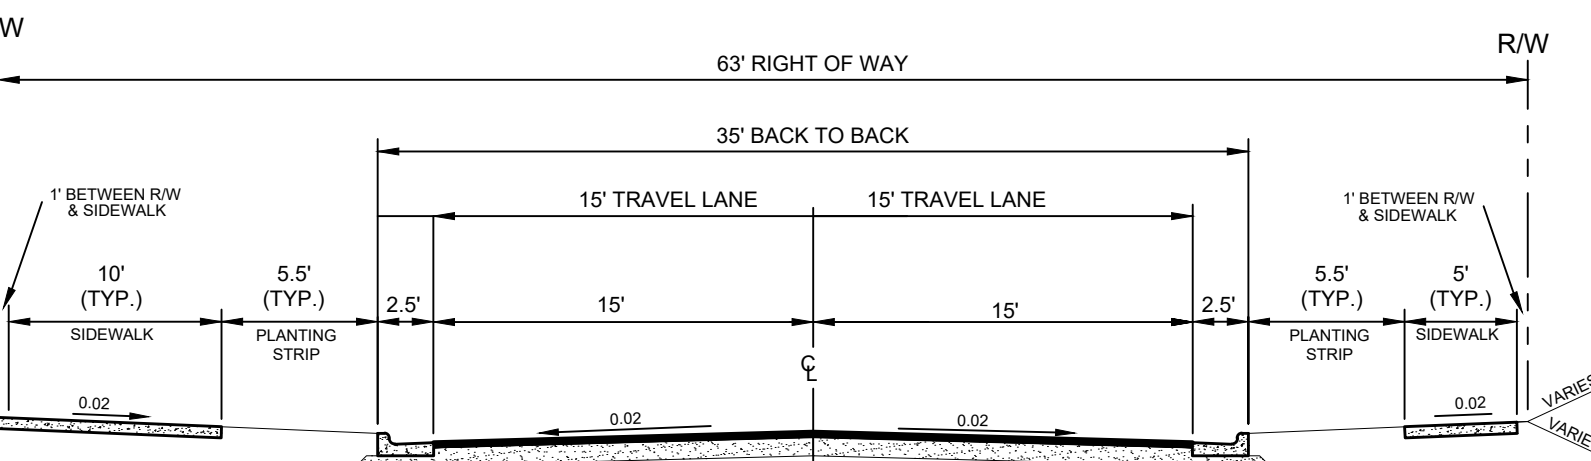 W
R/W
63' RIGHT OF WAY
35' BACK TO BACK
1' BETWEEN R/W
& SIDEWALK
15' TRAVEL LANE
15' TRAVEL LANE
1' BETWEEN R/W
& SIDEWALK
10'
(TYP.)
SIDEWALK
5.5'
(TYP.)
PLANTING
STRIP
2.5'
15'
15'
2.5'
5.5'
(TYP.)
PLANTING
STRIP
5'
(TYP.)
SIDEWALK
CL
0.02
0.02
0.02
0.02
VARIES
VARIE